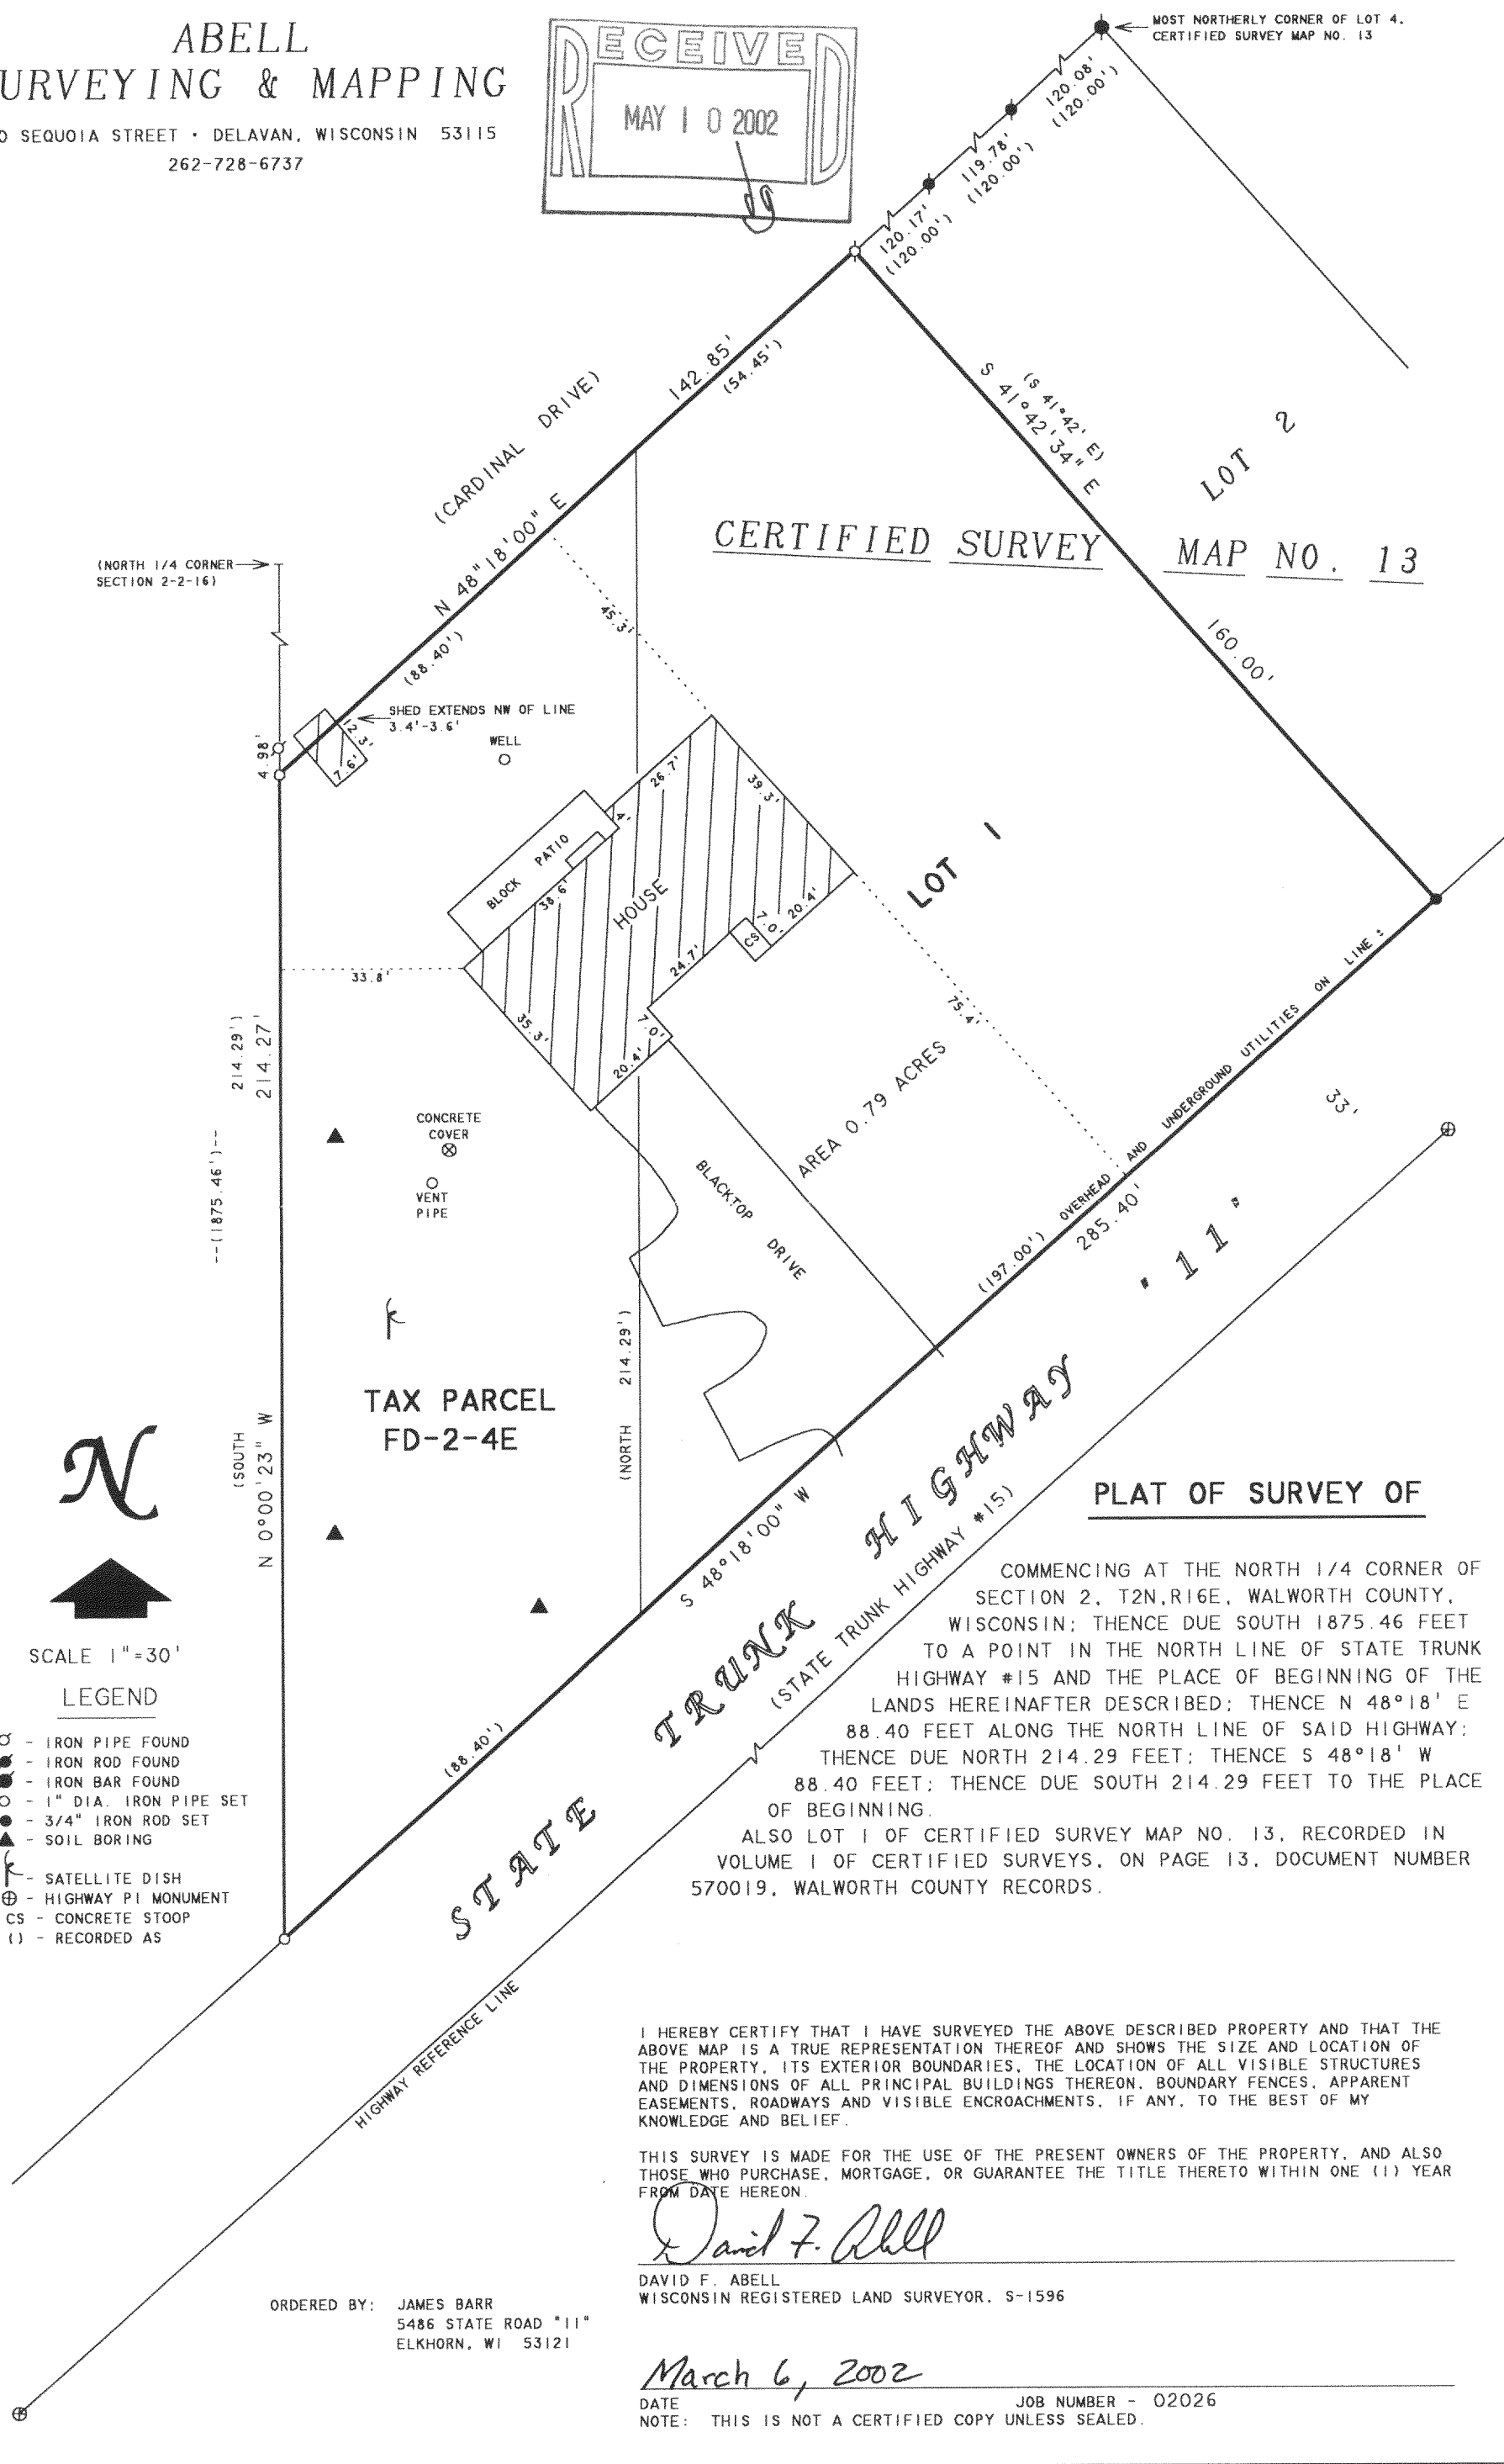 ABELL
URVEYING & MAPPING
SEQUOIA STREET • DELAVAN, WISCONSIN 53115
262-728-6737
RECEIVED
MAY 10 2002
MOST NORTHERLY CORNER OF LOT 4,
CERTIFIED SURVEY MAP NO. 13
120.08'
(120.00')
119.78'
(120.00')
120.17'
(120.00')
142.85'
(54.45')
(CARDINAL DRIVE)
N 48"18'00" E
(88.40')
(S 41°42' E)
S 41°42'34" E
160.00'
LOT 2
CERTIFIED SURVEY MAP NO. 13
(NORTH 1/4 CORNER
SECTION 2-2-16)
45.3'
SHED EXTENDS NW OF LINE
3.4'-3.6'
12.3'
7.6'
4.98'
WELL
BLOCK PATIO
4'
26.7'
39.3'
38.6'
HOUSE
CS
7.0'
20.4'
24.7'
7.0'
20.4'
35.3'
33.8'
LOT 1
75.4'
AREA 0.79 ACRES
214.29')
214.27'
--(1875.46')--
(SOUTH
N 0°00'23" W
CONCRETE
COVER
VENT
PIPE
BLACKTOP
DRIVE
(NORTH 214.29')
TAX PARCEL
FD-2-4E
(197.00')
OVERHEAD AND UNDERGROUND UTILITIES ON LINE ±
285.40'
33'
S 48°18'00" W
(88.40')
STATE TRUNK HIGHWAY "11"
(STATE TRUNK HIGHWAY #15)
HIGHWAY REFERENCE LINE
N
SCALE 1"=30'
LEGEND
- IRON PIPE FOUND
- IRON ROD FOUND
- IRON BAR FOUND
- 1" DIA. IRON PIPE SET
- 3/4" IRON ROD SET
- SOIL BORING
- SATELLITE DISH
- HIGHWAY PI MONUMENT
CS - CONCRETE STOOP
() - RECORDED AS
PLAT OF SURVEY OF
COMMENCING AT THE NORTH 1/4 CORNER OF
SECTION 2, T2N,R16E, WALWORTH COUNTY,
WISCONSIN; THENCE DUE SOUTH 1875.46 FEET
TO A POINT IN THE NORTH LINE OF STATE TRUNK
HIGHWAY #15 AND THE PLACE OF BEGINNING OF THE
LANDS HEREINAFTER DESCRIBED; THENCE N 48°18' E
88.40 FEET ALONG THE NORTH LINE OF SAID HIGHWAY;
THENCE DUE NORTH 214.29 FEET; THENCE S 48°18' W
88.40 FEET; THENCE DUE SOUTH 214.29 FEET TO THE PLACE
OF BEGINNING.
ALSO LOT 1 OF CERTIFIED SURVEY MAP NO. 13, RECORDED IN
VOLUME 1 OF CERTIFIED SURVEYS, ON PAGE 13, DOCUMENT NUMBER
570019, WALWORTH COUNTY RECORDS.
I HEREBY CERTIFY THAT I HAVE SURVEYED THE ABOVE DESCRIBED PROPERTY AND THAT THE
ABOVE MAP IS A TRUE REPRESENTATION THEREOF AND SHOWS THE SIZE AND LOCATION OF
THE PROPERTY, ITS EXTERIOR BOUNDARIES, THE LOCATION OF ALL VISIBLE STRUCTURES
AND DIMENSIONS OF ALL PRINCIPAL BUILDINGS THEREON, BOUNDARY FENCES, APPARENT
EASEMENTS, ROADWAYS AND VISIBLE ENCROACHMENTS, IF ANY, TO THE BEST OF MY
KNOWLEDGE AND BELIEF.
THIS SURVEY IS MADE FOR THE USE OF THE PRESENT OWNERS OF THE PROPERTY, AND ALSO
THOSE WHO PURCHASE, MORTGAGE, OR GUARANTEE THE TITLE THERETO WITHIN ONE (1) YEAR
FROM DATE HEREON.
David F. Abell
DAVID F. ABELL
WISCONSIN REGISTERED LAND SURVEYOR, S-1596
ORDERED BY: JAMES BARR
5486 STATE ROAD "11"
ELKHORN, WI 53121
March 6, 2002
DATE JOB NUMBER - 02026
NOTE: THIS IS NOT A CERTIFIED COPY UNLESS SEALED.